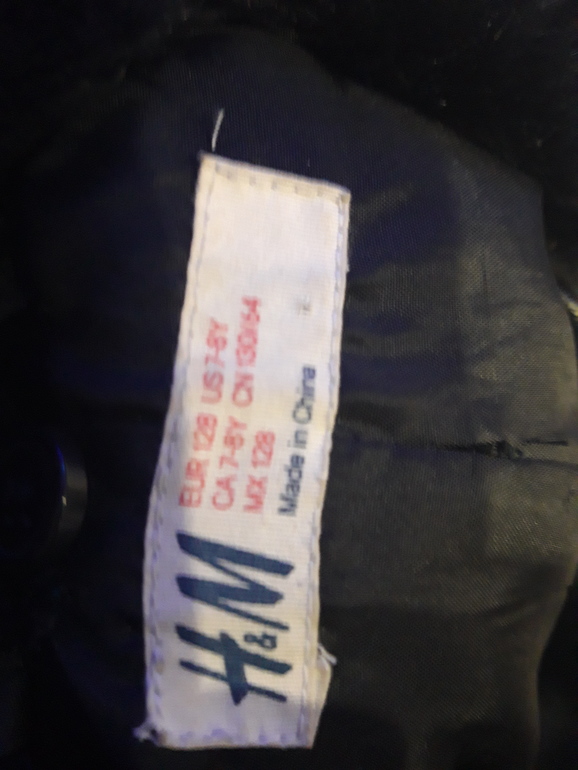 H&M
EUR 128 US 7-8Y
CA 7-8Y CN 130/64
MX 128
Made in China